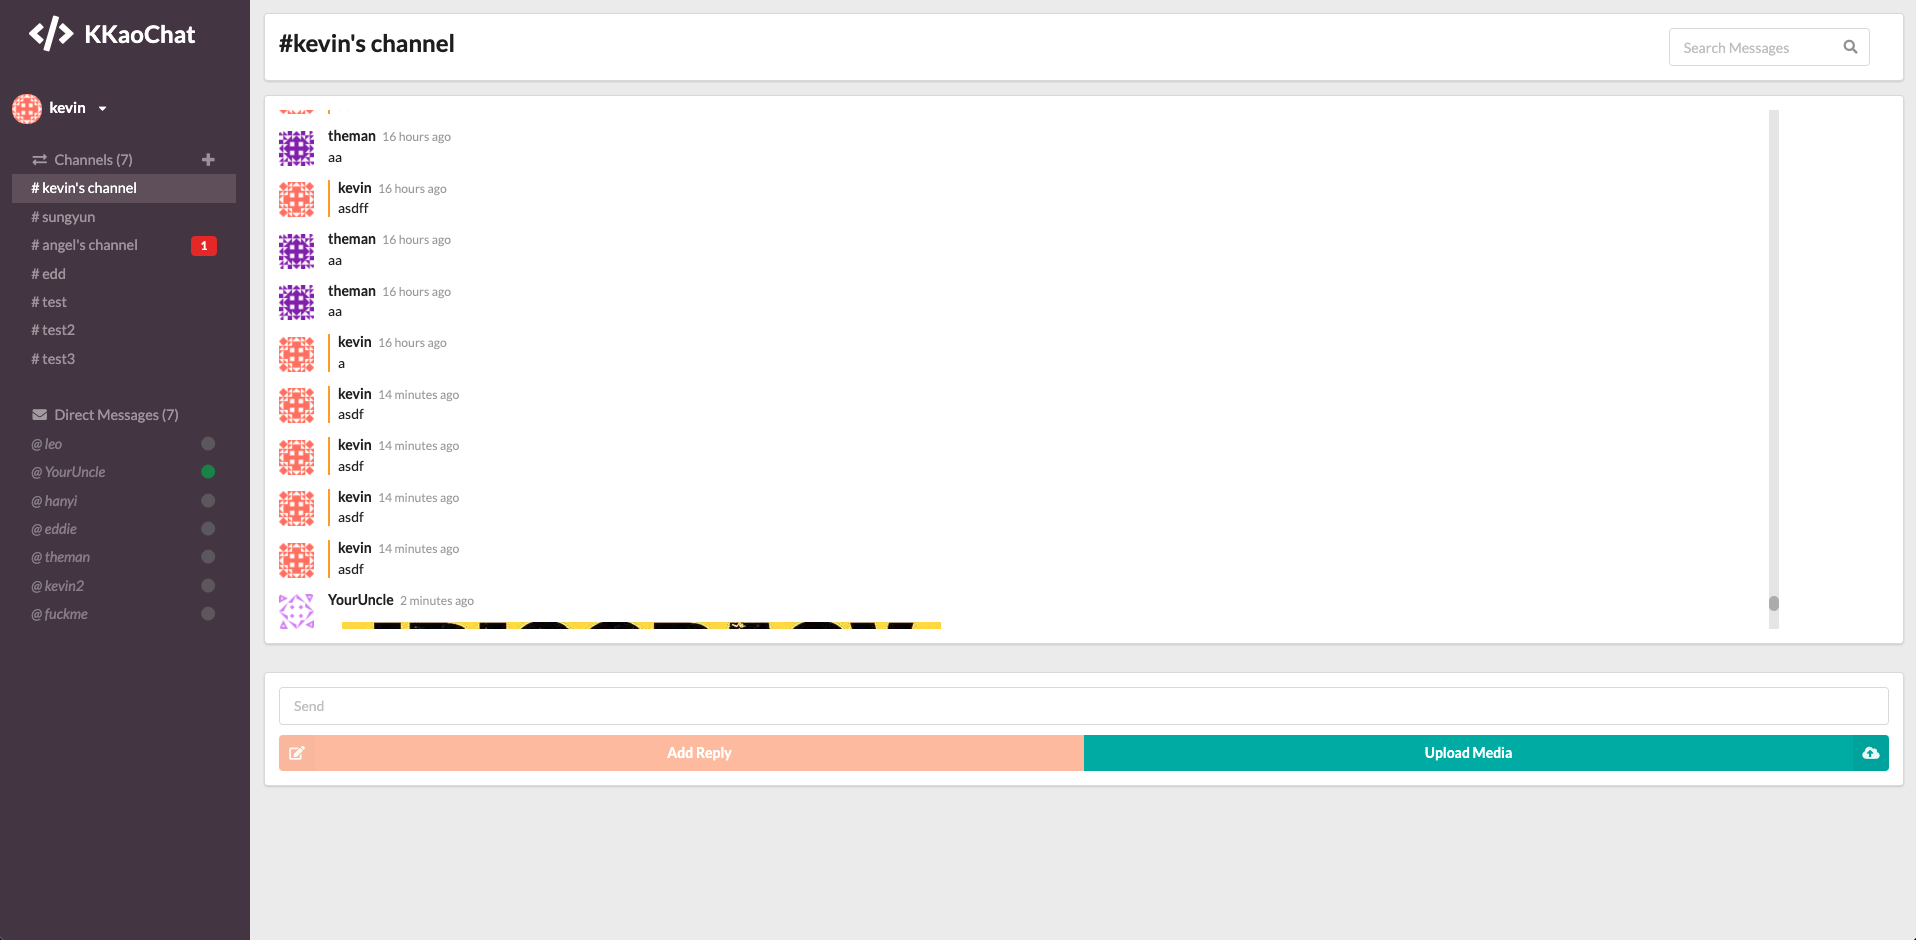 KKaoChat
kevin
Channels (7)
# kevin's channel
# sungyun
# angel's channel 1
# edd
# test
# test2
# test3
Direct Messages (7)
@ leo
@ YourUncle
@ hanyi
@ eddie
@ theman
@ kevin2
@ fuckme
#kevin's channel
Search Messages
theman 16 hours ago
aa
kevin 16 hours ago
asdff
theman 16 hours ago
aa
theman 16 hours ago
aa
kevin 16 hours ago
a
kevin 14 minutes ago
asdf
kevin 14 minutes ago
asdf
kevin 14 minutes ago
asdf
kevin 14 minutes ago
asdf
YourUncle 2 minutes ago
Send
Add Reply
Upload Media